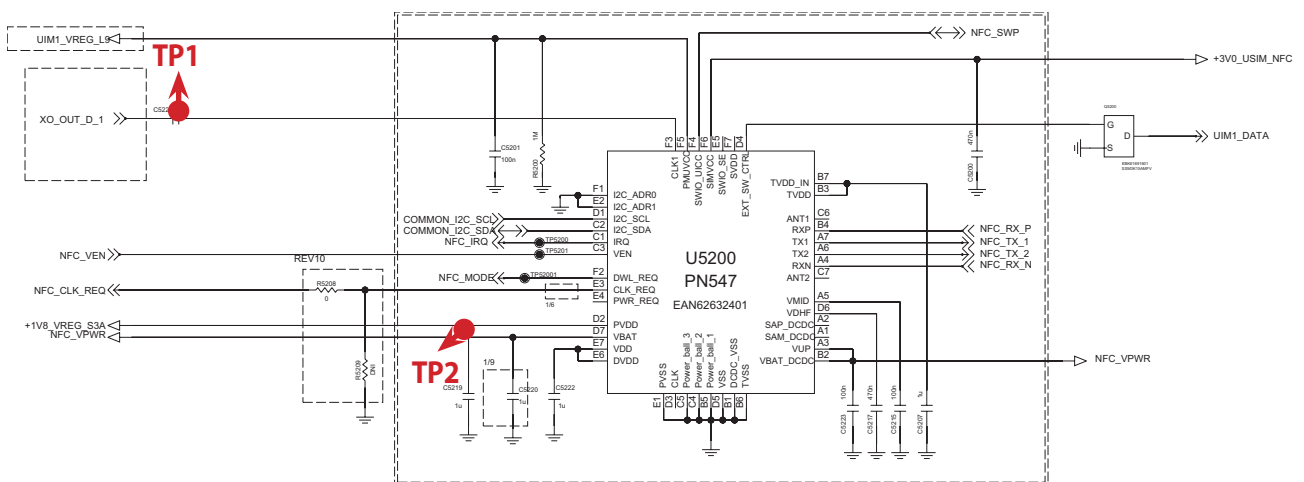 UIM1_VREG_L9
NFC_SWP
+3V0_USIM_NFC
TP1
XO_OUT_D_1
C522
C5201
100n
1M
R5200
470n
C5200
Q5200
G
D
S
UIM1_DATA
F3 F5 F4 F6 E5 F7 D4
CLK1
PMUVCC
SWIO_UICC
SIMVCC
SWIO_SE
SVDD
EXT_SW_CTRL
F1 I2C_ADR0
E2 I2C_ADR1
COMMON_I2C_SCL D1 I2C_SCL
COMMON_I2C_SDA C2 I2C_SDA
NFC_IRQ TP5200 C1 IRQ
NFC_VEN TP5201 C3 VEN
NFC_MODE TP52001 F2 DWL_REQ
NFC_CLK_REQ E3 CLK_REQ
E4 PWR_REQ
1/6
REV10
R5208
0
R5209
DNI
+1V8_VREG_S3A D2 PVDD
NFC_VPWR D7 VBAT
E7 VDD
E6 DVDD
TP2
1/9
C5219
1u
C5220
1u
C5222
1u
U5200
PN547
EAN62632401
TVDD_IN B7
TVDD B3
ANT1 C6
RXP B4 NFC_RX_P
TX1 A7 NFC_TX_1
TX2 A6 NFC_TX_2
RXN A4 NFC_RX_N
ANT2 C7
VMID A5
VDHF D6
SAP_DCDC A2
SAM_DCDC A1
VUP A3
VBAT_DCDC B2
NFC_VPWR
PVSS
CLK
Power_ball_3
Power_ball_2
Power_ball_1
VSS
DCDC_VSS
TVSS
E1 D3 C5 C4 B5 D5 B1 B6
100n
C5223
470n
C5217
100n
C5215
1u
C5207